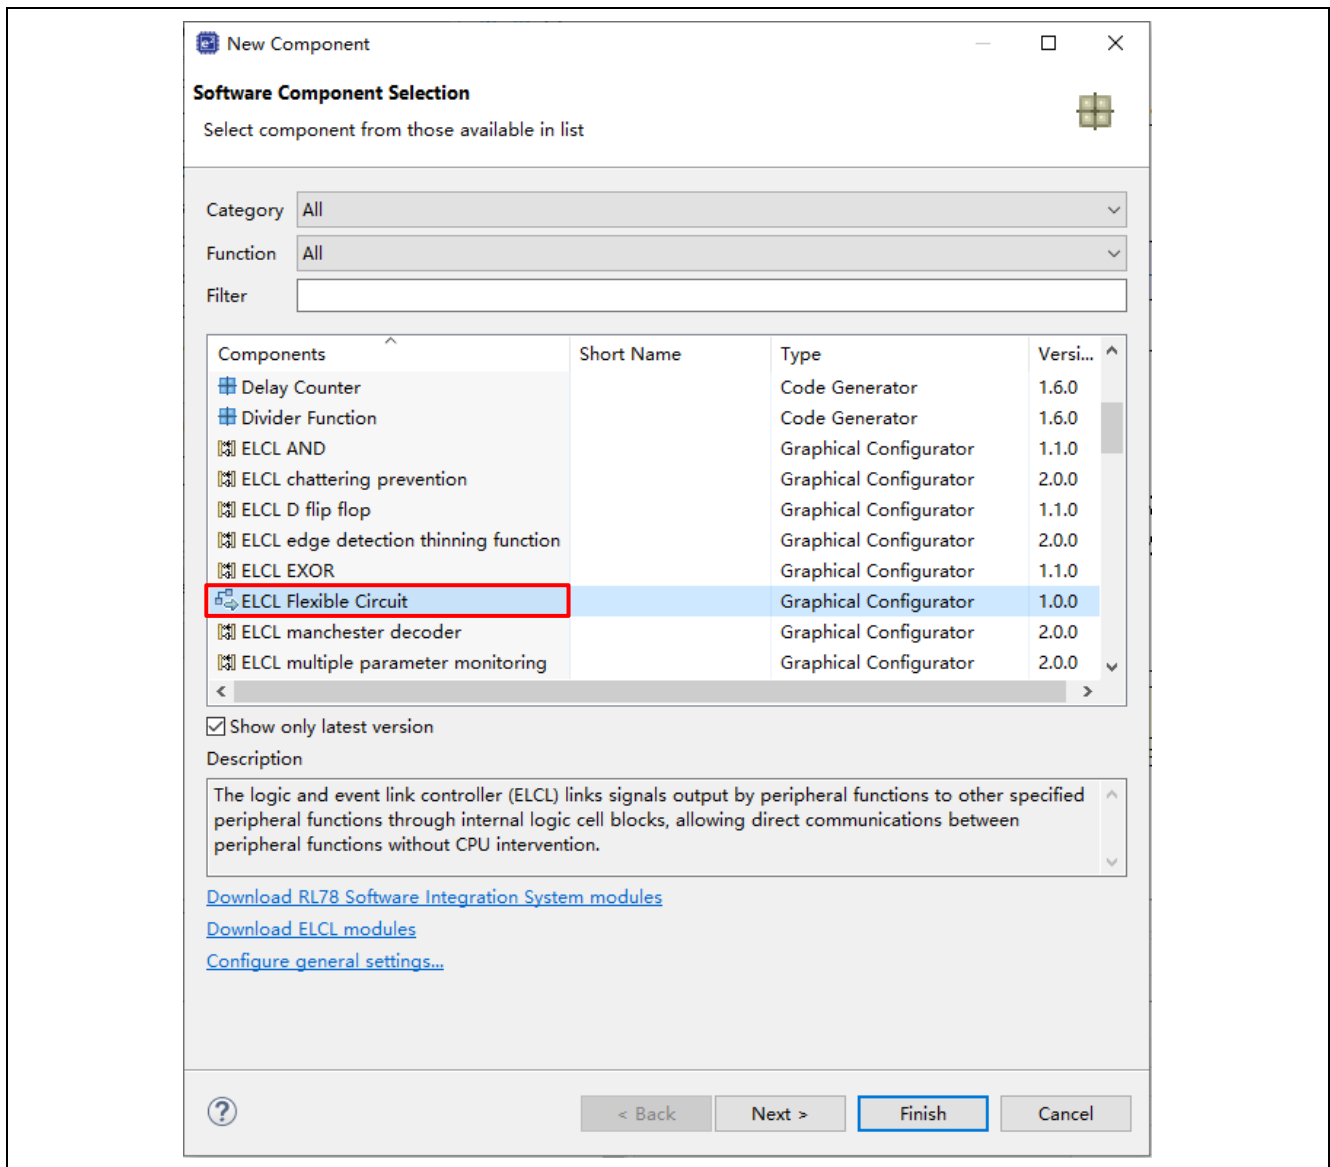 New Component
Software Component Selection
Select component from those available in list
Category All
Function All
Filter
Components Short Name Type Versi...
Delay Counter Code Generator 1.6.0
Divider Function Code Generator 1.6.0
ELCL AND Graphical Configurator 1.1.0
ELCL chattering prevention Graphical Configurator 2.0.0
ELCL D flip flop Graphical Configurator 1.1.0
ELCL edge detection thinning function Graphical Configurator 2.0.0
ELCL EXOR Graphical Configurator 1.1.0
ELCL Flexible Circuit Graphical Configurator 1.0.0
ELCL manchester decoder Graphical Configurator 2.0.0
ELCL multiple parameter monitoring Graphical Configurator 2.0.0
Show only latest version
Description
The logic and event link controller (ELCL) links signals output by peripheral functions to other specified
peripheral functions through internal logic cell blocks, allowing direct communications between
peripheral functions without CPU intervention.
Download RL78 Software Integration System modules
Download ELCL modules
Configure general settings...
< Back Next > Finish Cancel